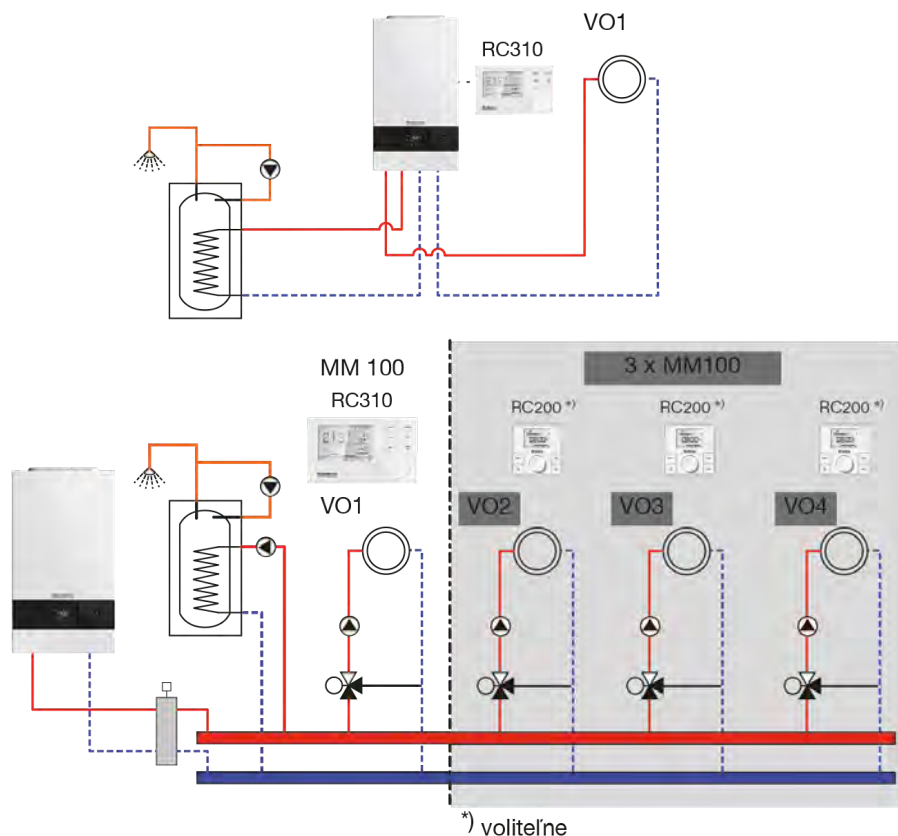 VO1
RC310
MM 100
RC310
VO1
3 x MM100
RC200 *)
RC200 *)
RC200 *)
VO2
VO3
VO4
*) voliteľne